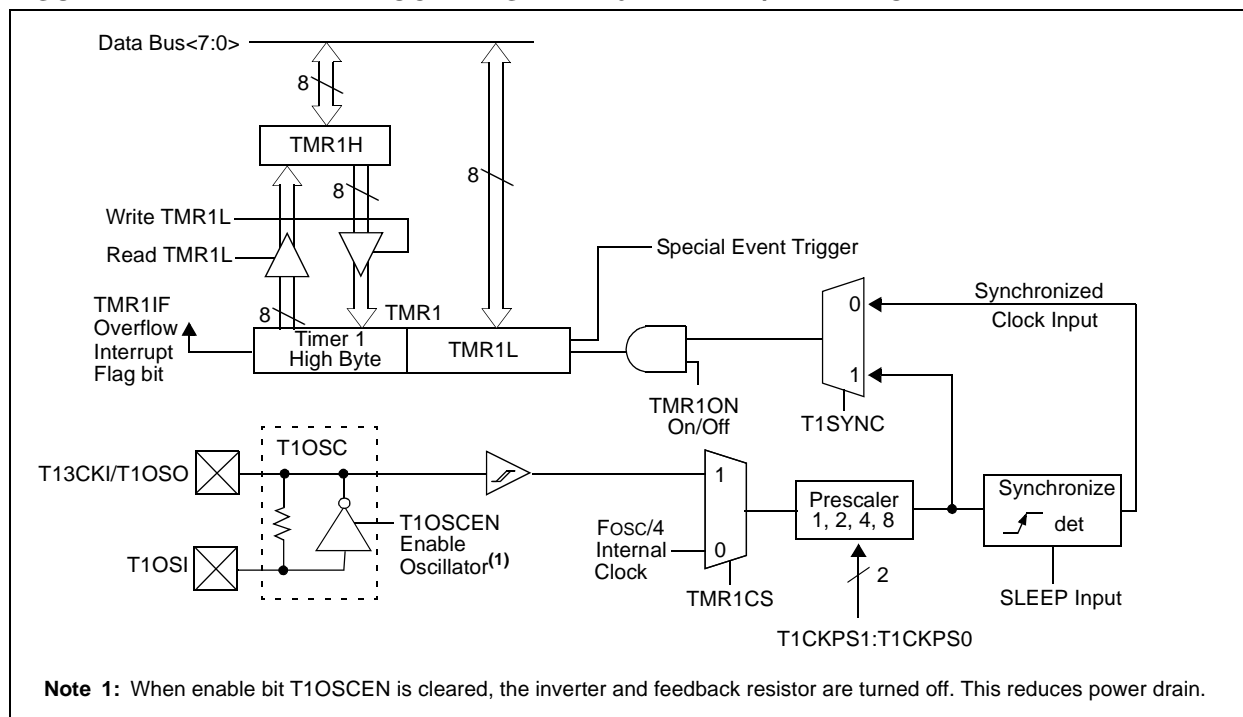 Data Bus<7:0>
8
TMR1H
8
8
Write TMR1L
Read TMR1L
Special Event Trigger
TMR1IF
Overflow
Interrupt
Flag bit
8
TMR1
Timer 1
High Byte
TMR1L
0
Synchronized
Clock Input
1
TMR1ON
On/Off
T1SYNC
T1OSC
T13CKI/T1OSO
T1OSI
T1OSCEN
Enable
Oscillator(1)
1
FOSC/4
Internal
Clock
0
TMR1CS
Prescaler
1, 2, 4, 8
2
T1CKPS1:T1CKPS0
Synchronize
det
SLEEP Input
Note 1: When enable bit T1OSCEN is cleared, the inverter and feedback resistor are turned off. This reduces power drain.